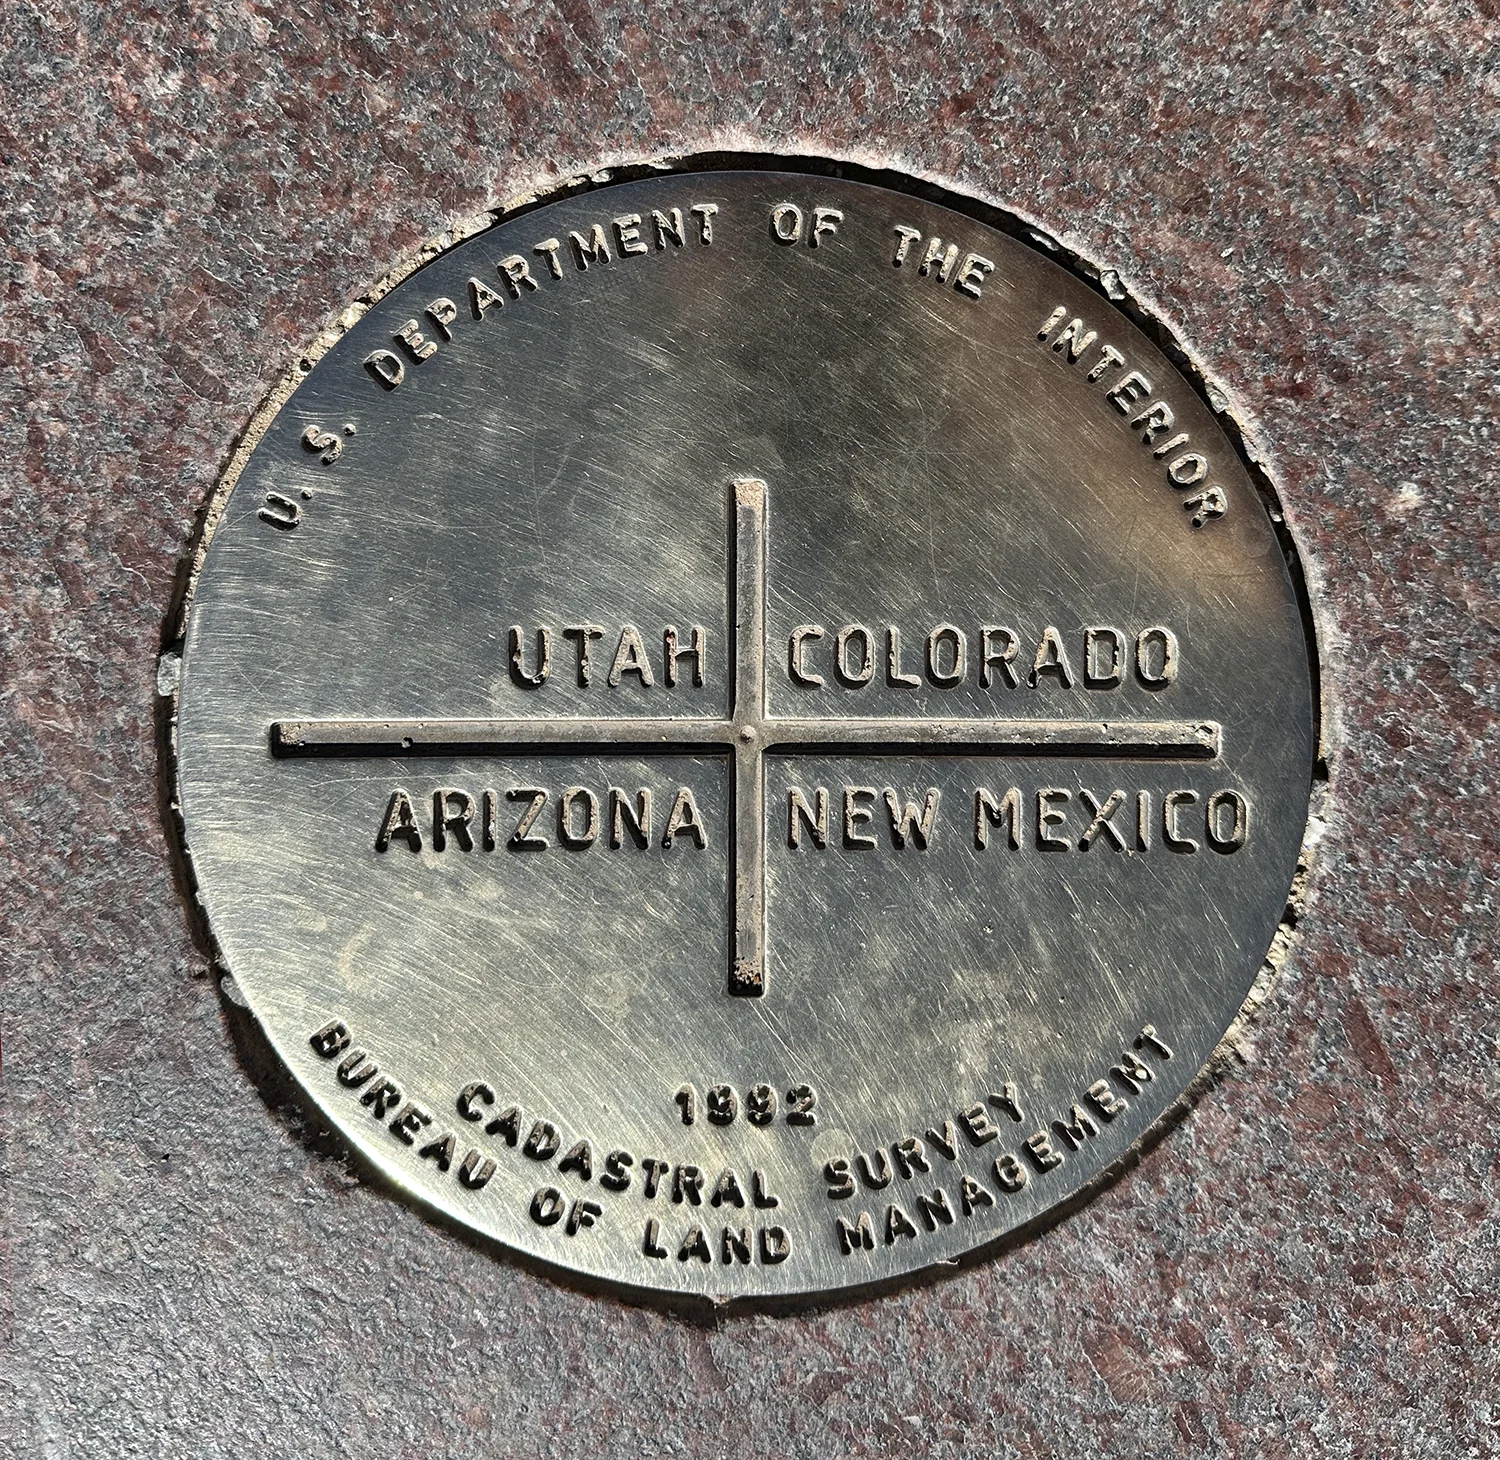 U.S. DEPARTMENT OF THE INTERIOR
UTAH COLORADO
ARIZONA NEW MEXICO
1992
CADASTRAL SURVEY
BUREAU OF LAND MANAGEMENT